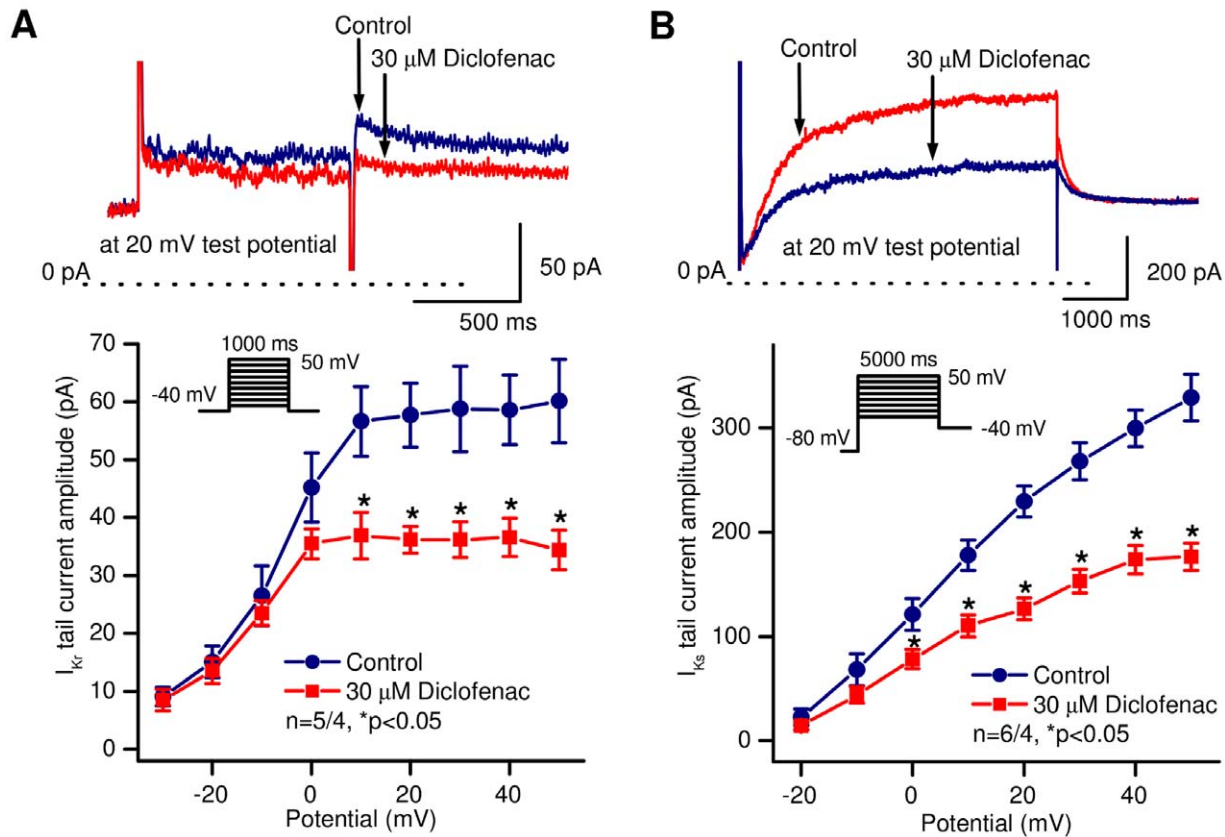 A
Control
30 μM Diclofenac
at 20 mV test potential
0 pA
50 pA
500 ms
70
60
50
40
30
20
10
0
I_Kr tail current amplitude (pA)
1000 ms
50 mV
-40 mV
*
*
*
*
*
Control
30 μM Diclofenac
n=5/4, *p<0.05
-20
0
20
40
Potential (mV)
B
Control
30 μM Diclofenac
at 20 mV test potential
0 pA
200 pA
1000 ms
300
200
100
0
I_Ks tail current amplitude (pA)
5000 ms
50 mV
-80 mV
-40 mV
*
*
*
*
*
*
Control
30 μM Diclofenac
n=6/4, *p<0.05
-20
0
20
40
Potential (mV)